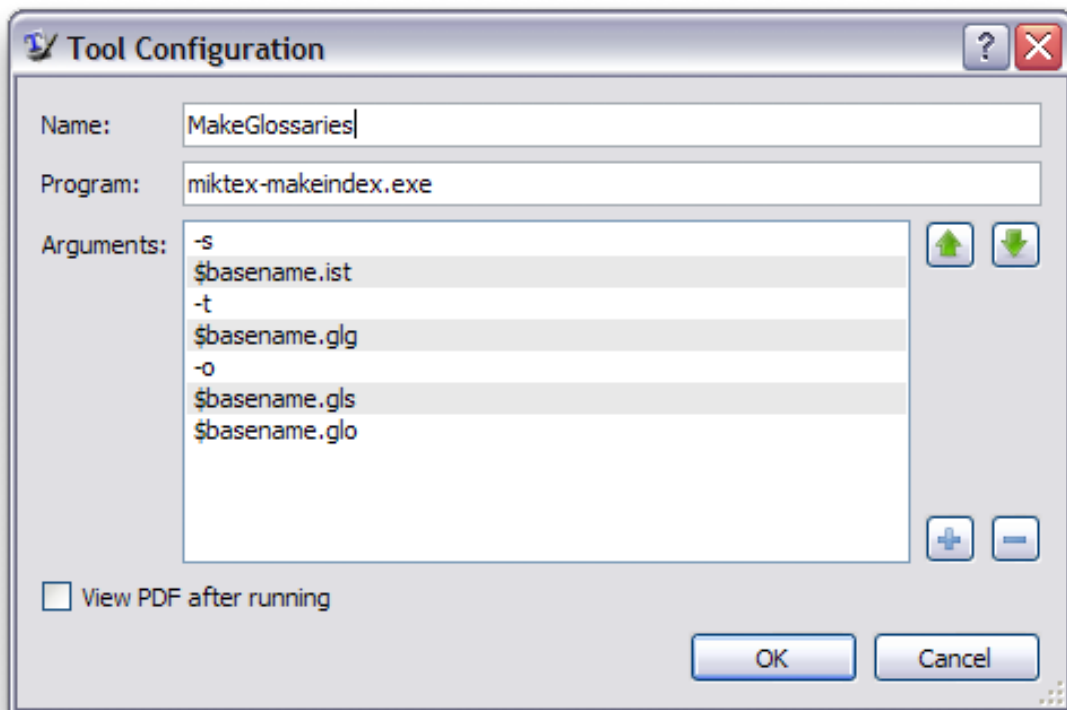 Tool Configuration
Name: MakeGlossaries
Program: miktex-makeindex.exe
Arguments: -s
$basename.ist
-t
$basename.glg
-o
$basename.gls
$basename.glo
View PDF after running
OK Cancel